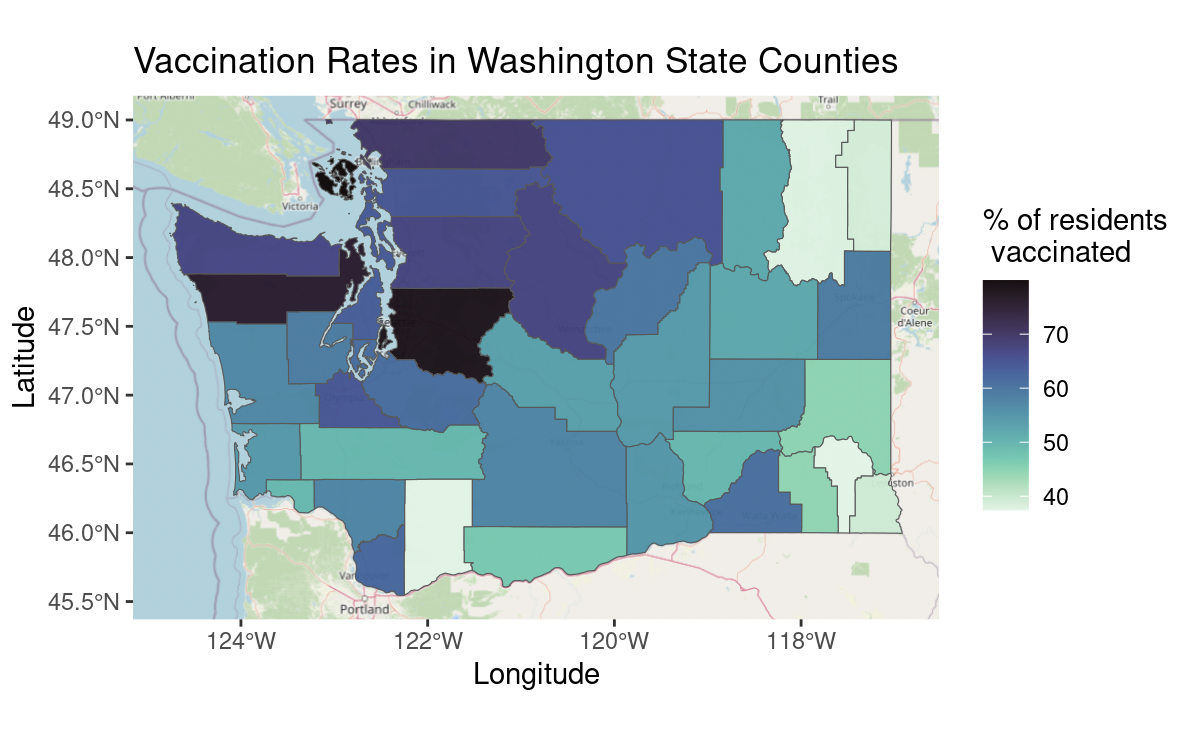 Vaccination Rates in Washington State Counties
Surrey
Chilliwack
Trail
Victoria
Coeur
d'Alene
Portland
49.0°N
48.5°N
48.0°N
47.5°N
47.0°N
46.5°N
46.0°N
45.5°N
Latitude
124°W
122°W
120°W
118°W
Longitude
% of residents
vaccinated
70
60
50
40